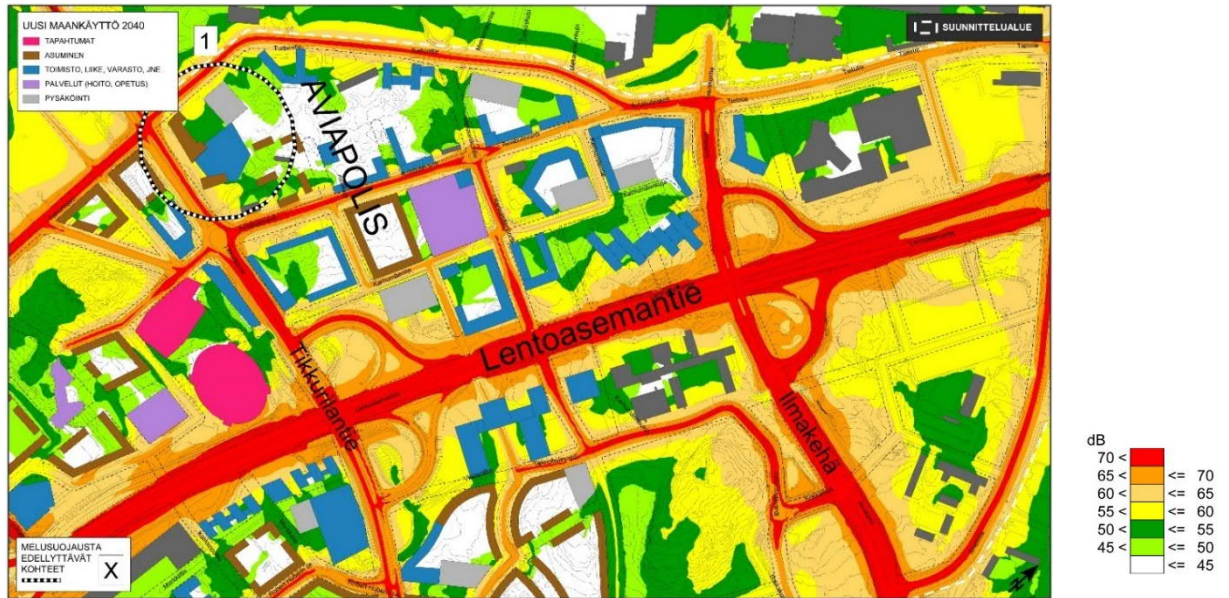 UUSI MAANKÄYTTÖ 2040
TAPAHTUMAT
ASUMINEN
TOIMISTO, LIIKE, VARASTO, JNE.
PALVELUT (HOITO, OPETUS)
PYSÄKÖINTI
1
SUUNNITTELUALUE
AVIAPOLIS
Lentoasemantie
Tikkurilantie
Ilmakehä
MELUSUOJAUSTA
EDELLYTTÄVÄT
KOHTEET
X
dB
70 <
65 < <= 70
60 < <= 65
55 < <= 60
50 < <= 55
45 < <= 50
<= 45